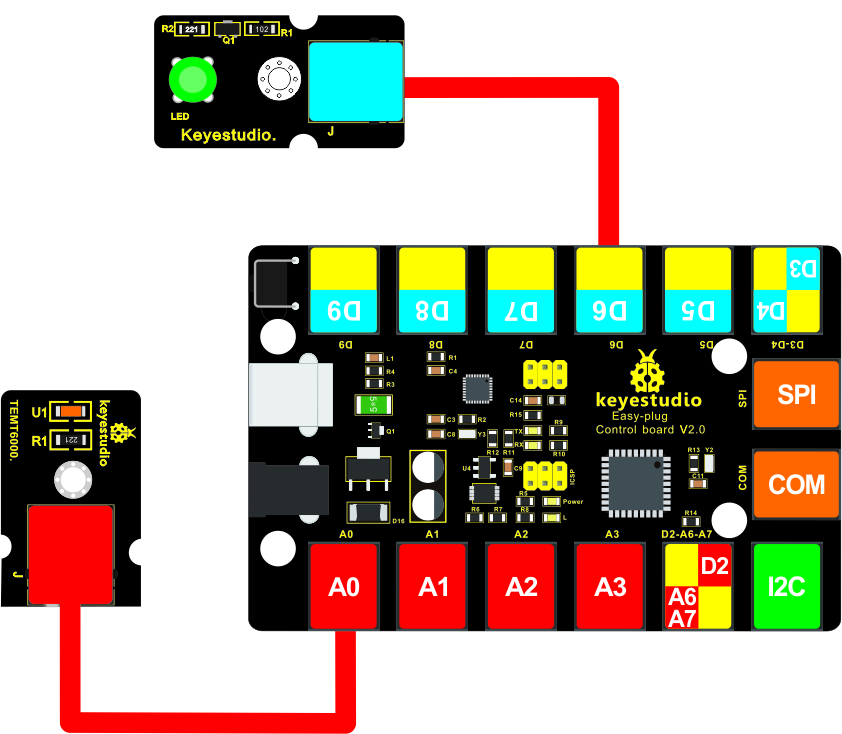 R2
221
Q1
102
R1
LED
J
Keyestudio.
D9
D8
D7
D6
D5
D3
D4
D9
D8
D7
D6
D5
D3-D4
L1
R4
R3
R1
C4
5*5
Q1
C3
R2
C8
Y3
C14
R15
TX
RX
R9
R10
R12
R11
U4
C9
ICSP
R5
Power
R6
R7
R8
L
D16
keyestudio
Easy-plug
Control board V2.0
R13
Y2
C11
R14
SPI
SPI
COM
COM
A0
A1
A2
A3
D2-A6-A7
A0
A1
A2
A3
D2
A6
A7
I2C
TEMT6000.
U1
R1
221
keyestudio
J